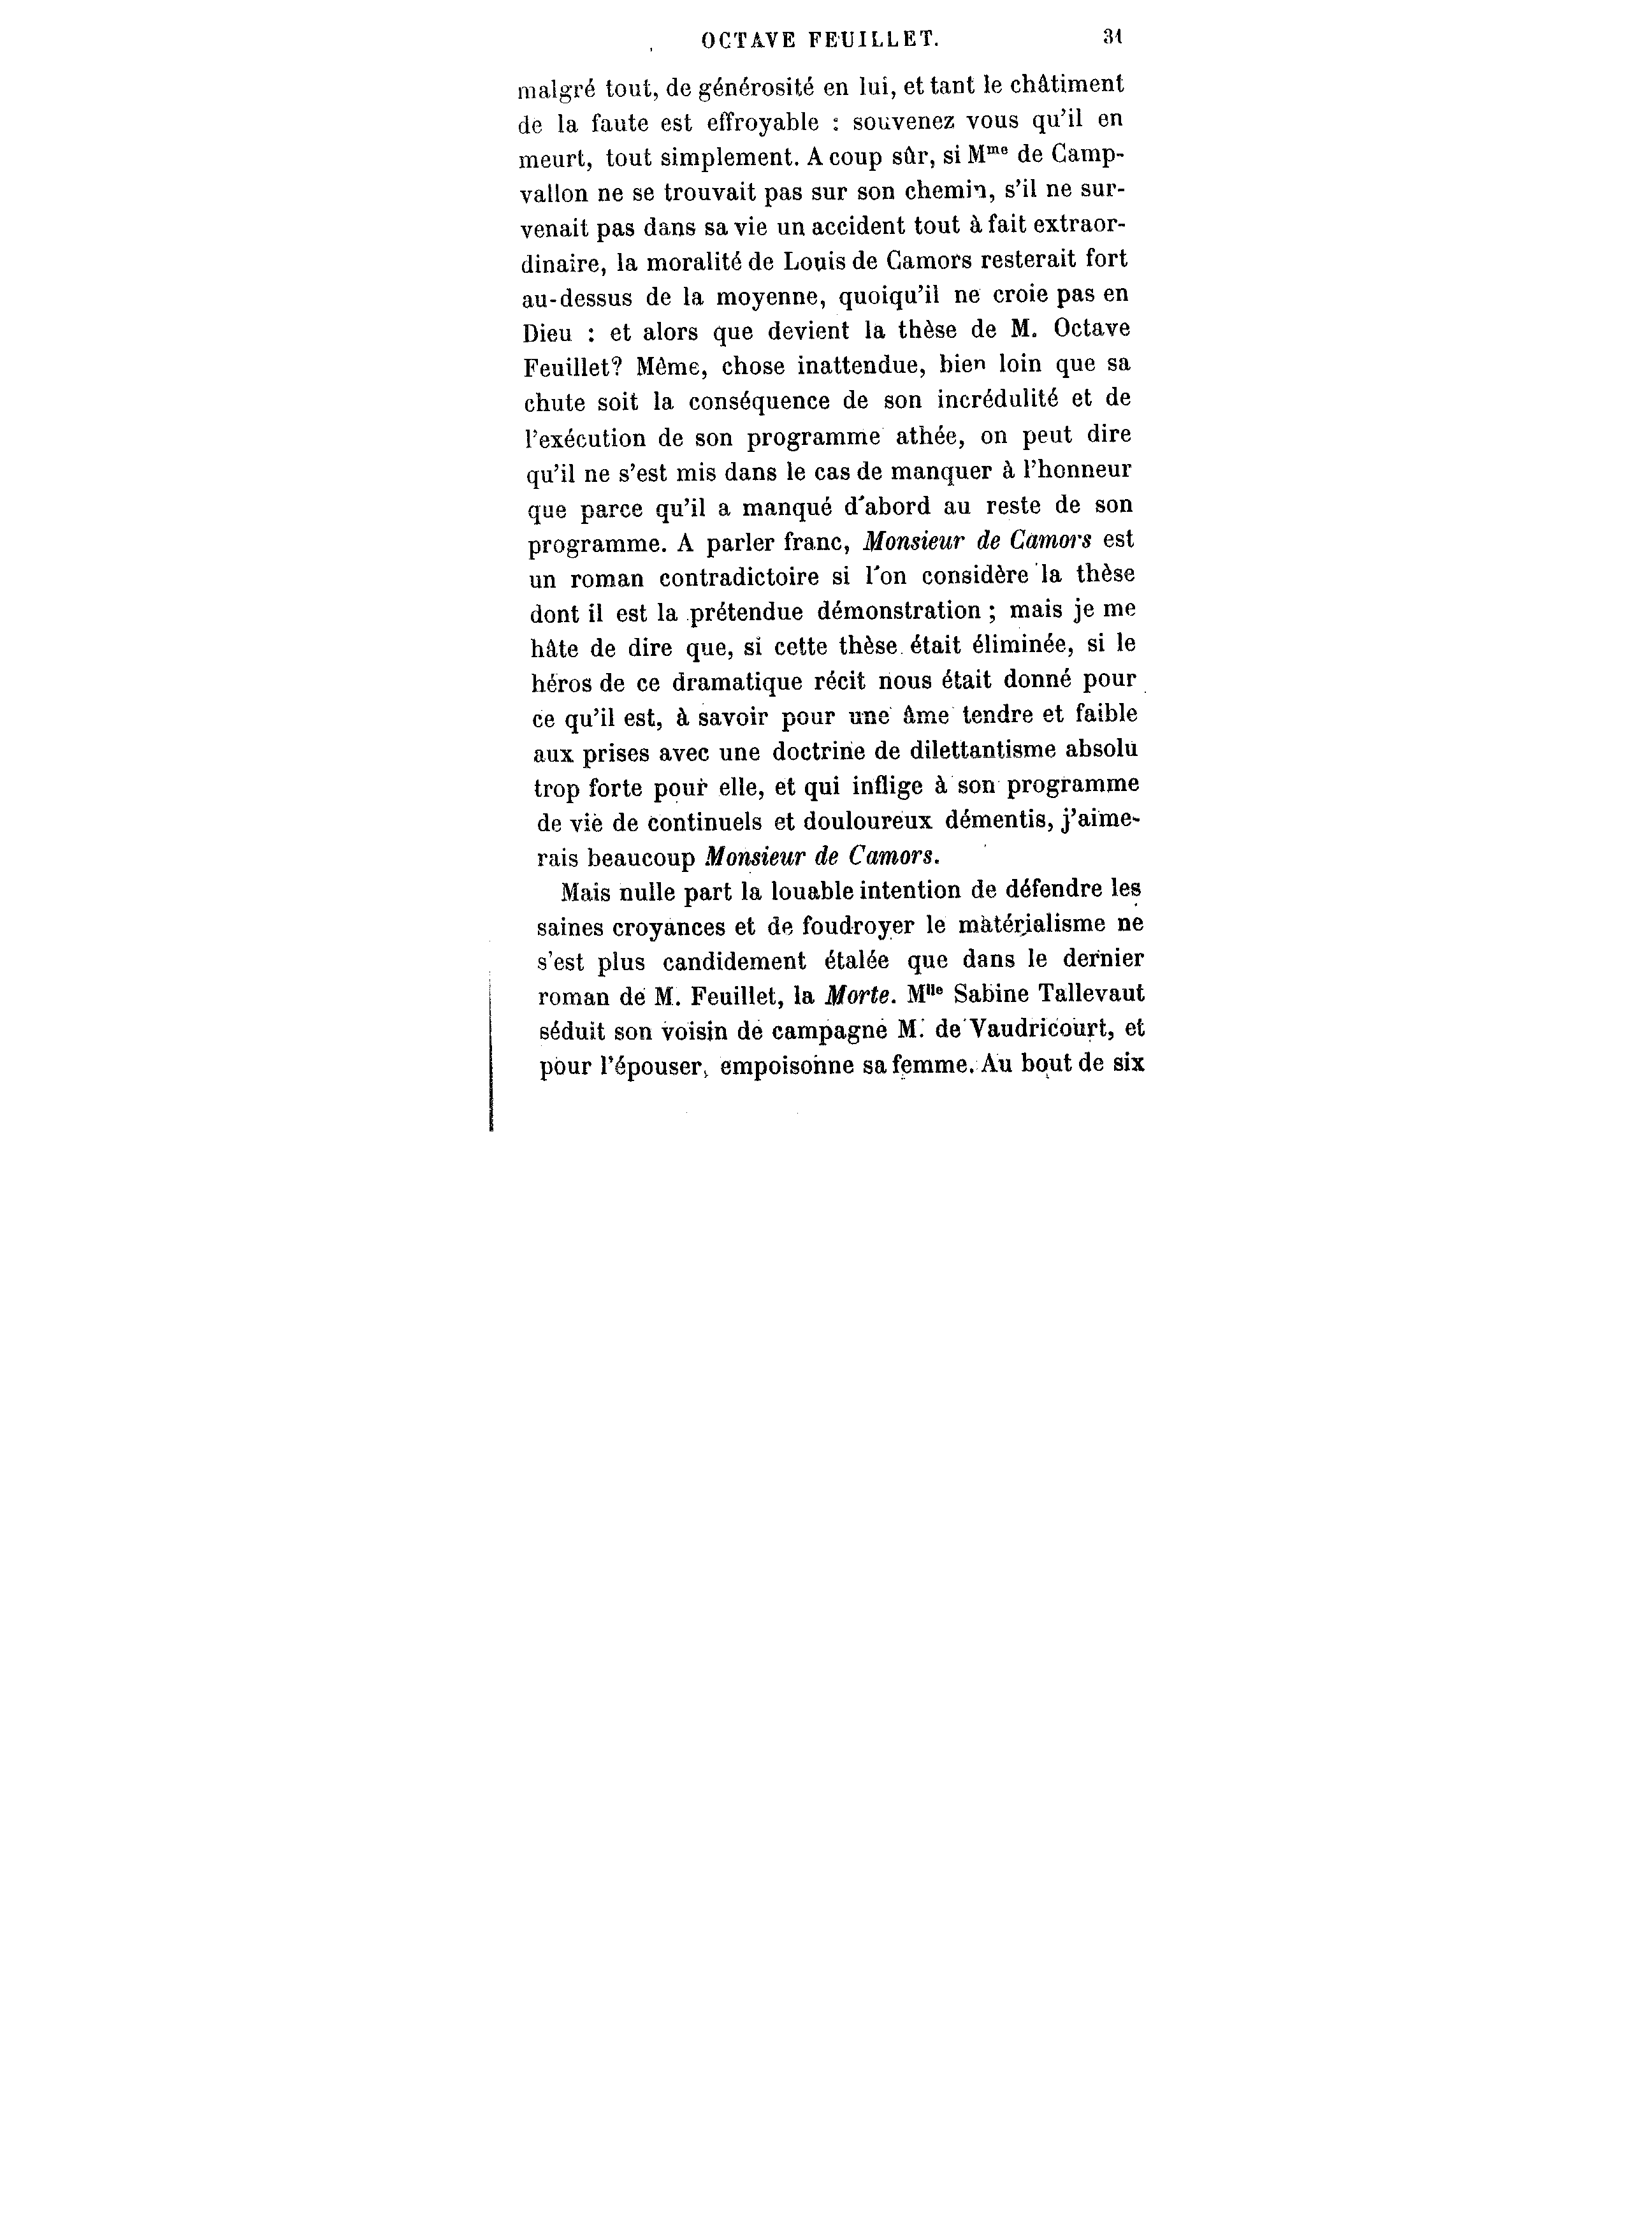 OCTAVE FEUILLET. 31
malgré tout, de générosité en lui, et tant le châtiment
de la faute est effroyable : souvenez vous qu'il en
meurt, tout simplement. A coup sûr, si Mme de Camp-
vallon ne se trouvait pas sur son chemin, s'il ne sur-
venait pas dans sa vie un accident tout à fait extraor-
dinaire, la moralité de Louis de Camors resterait fort
au-dessus de la moyenne, quoiqu'il ne croie pas en
Dieu : et alors que devient la thèse de M. Octave
Feuillet? Même, chose inattendue, bien loin que sa
chute soit la conséquence de son incrédulité et de
l'exécution de son programme athée, on peut dire
qu'il ne s'est mis dans le cas de manquer à l'honneur
que parce qu'il a manqué d'abord au reste de son
programme. A parler franc, Monsieur de Camors est
un roman contradictoire si l'on considère la thèse
dont il est la prétendue démonstration ; mais je me
hâte de dire que, si cette thèse était éliminée, si le
héros de ce dramatique récit nous était donné pour
ce qu'il est, à savoir pour une âme tendre et faible
aux prises avec une doctrine de dilettantisme absolu
trop forte pour elle, et qui inflige à son programme
de vie de continuels et douloureux démentis, j'aime-
rais beaucoup Monsieur de Camors.
Mais nulle part la louable intention de défendre les
saines croyances et de foudroyer le matérialisme ne
s'est plus candidement étalée que dans le dernier
roman de M. Feuillet, la Morte. Mlle Sabine Tallevaut
séduit son voisin de campagne M. de Vaudricourt, et
pour l'épouser, empoisonne sa femme. Au bout de six